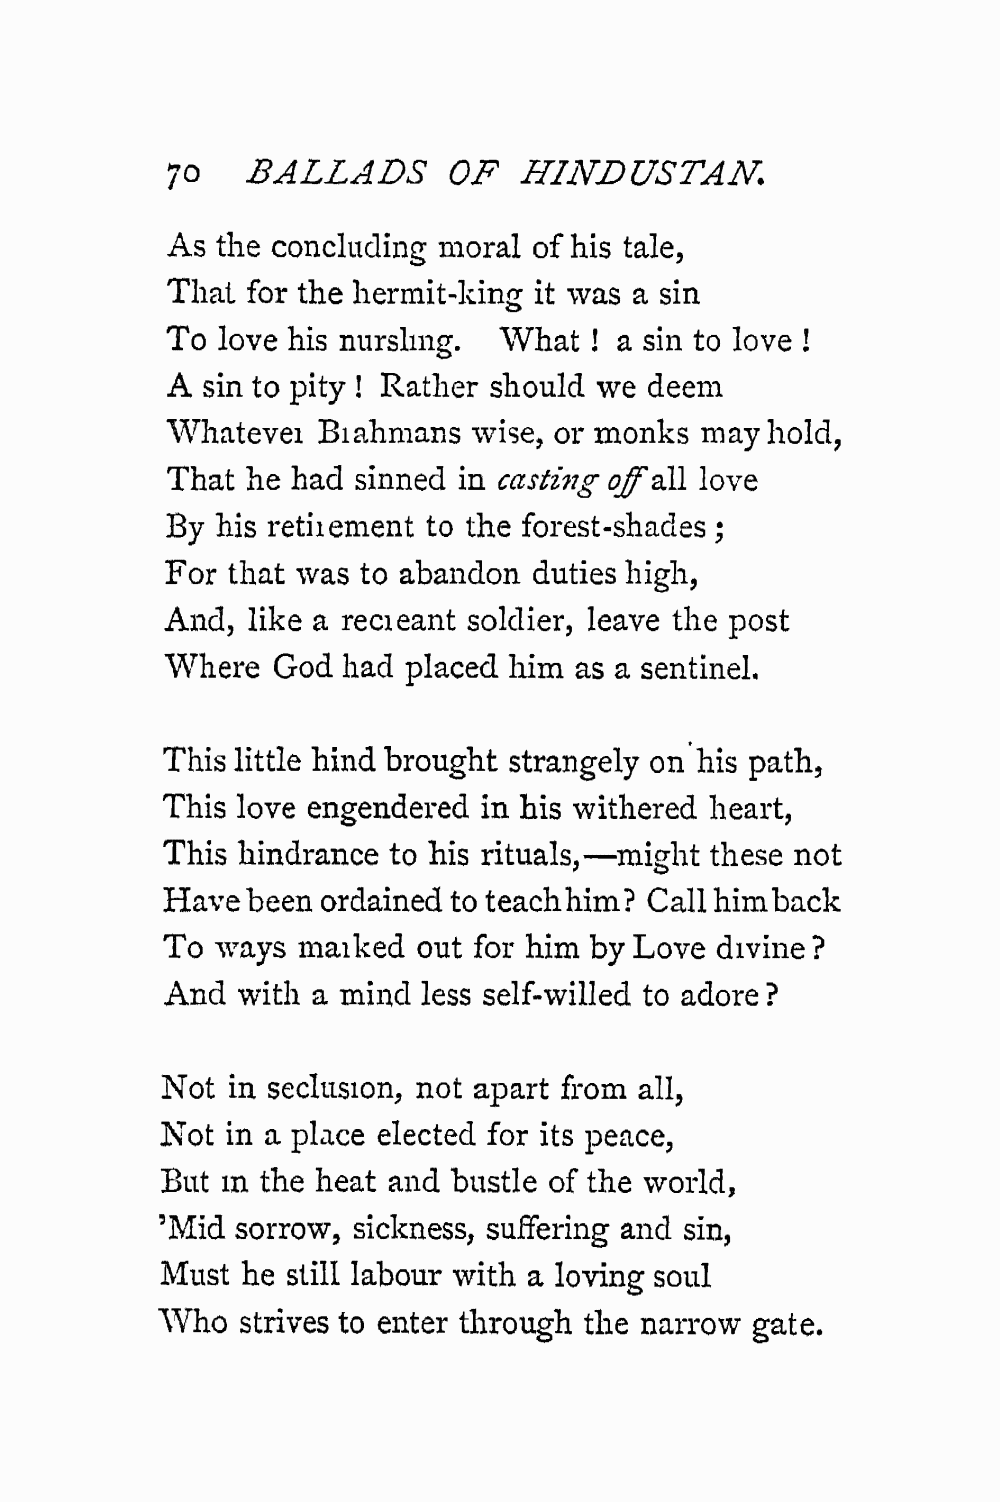 70 BALLADS OF HINDUSTAN.
As the concluding moral of his tale,
That for the hermit-king it was a sin
To love his nursling. What ! a sin to love !
A sin to pity ! Rather should we deem
Whatever Brahmans wise, or monks may hold,
That he had sinned in casting off all love
By his retirement to the forest-shades ;
For that was to abandon duties high,
And, like a recreant soldier, leave the post
Where God had placed him as a sentinel.
This little hind brought strangely on his path,
This love engendered in his withered heart,
This hindrance to his rituals,—might these not
Have been ordained to teach him? Call him back
To ways marked out for him by Love divine?
And with a mind less self-willed to adore?
Not in seclusion, not apart from all,
Not in a place elected for its peace,
But in the heat and bustle of the world,
’Mid sorrow, sickness, suffering and sin,
Must he still labour with a loving soul
Who strives to enter through the narrow gate.